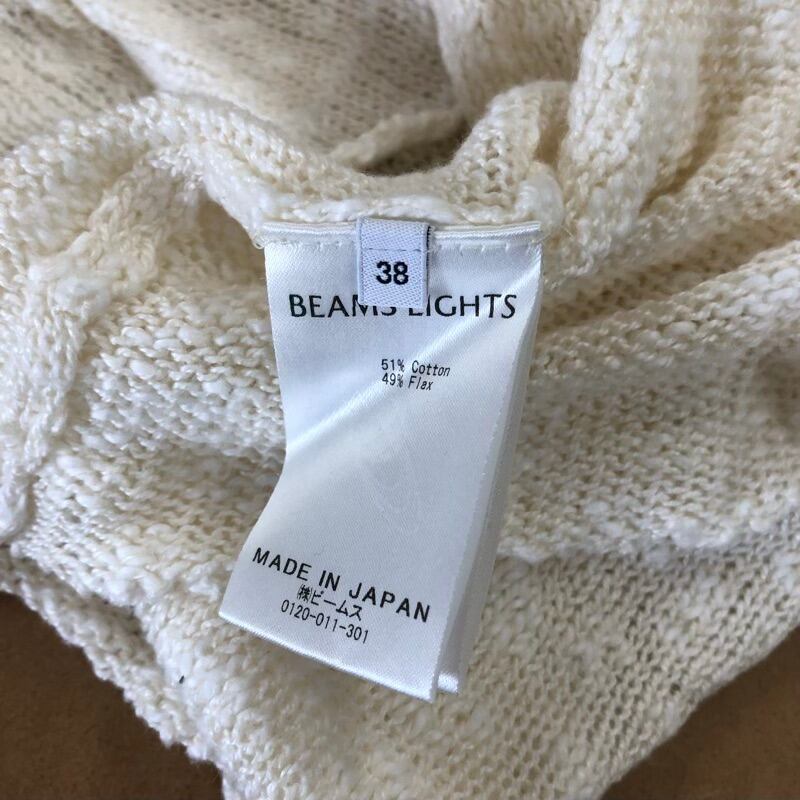 38
BEAMS LIGHTS
51% Cotton
49% Flax
MADE IN JAPAN
㈱ビームス
0120-011-301